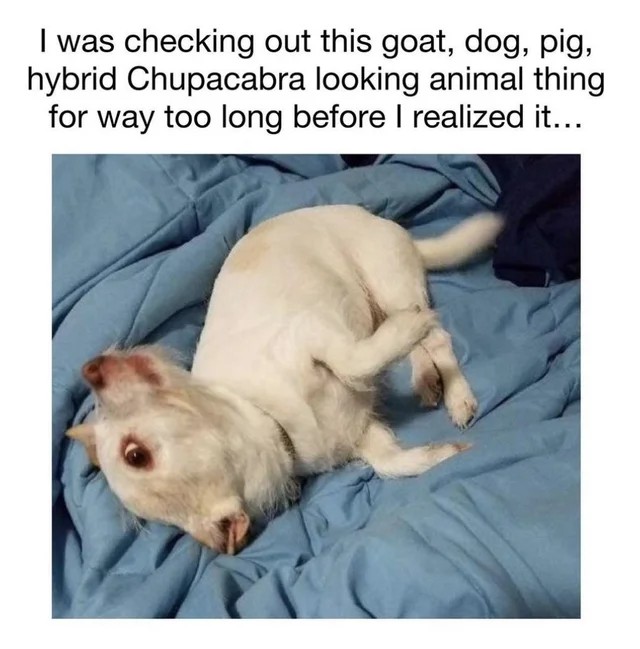 I was checking out this goat, dog, pig,
hybrid Chupacabra looking animal thing
for way too long before I realized it...